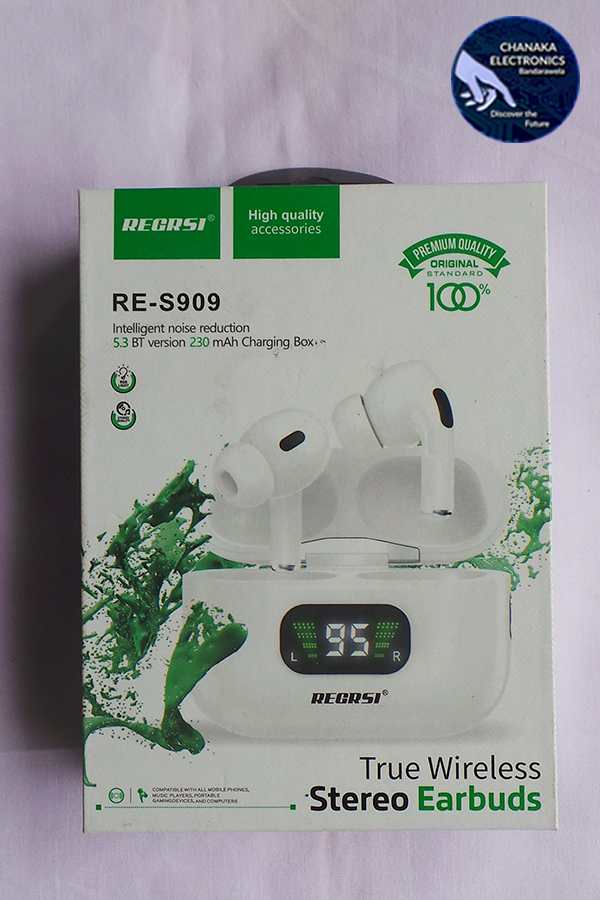 CHANAKA
ELECTRONICS
Bandarawela
Discover the
Future
REGRSI®
High quality
accessories
PREMIUM QUALITY
ORIGINAL
STANDARD
100%
RE-S909
Intelligent noise reduction
5.3 BT version 230 mAh Charging Box
95
L
R
REGRSI®
True Wireless
Stereo Earbuds
COMPATIBLE WITH ALL MOBILE PHONES,
MUSIC PLAYERS, PORTABLE
GAMING DEVICES, AND COMPUTERS